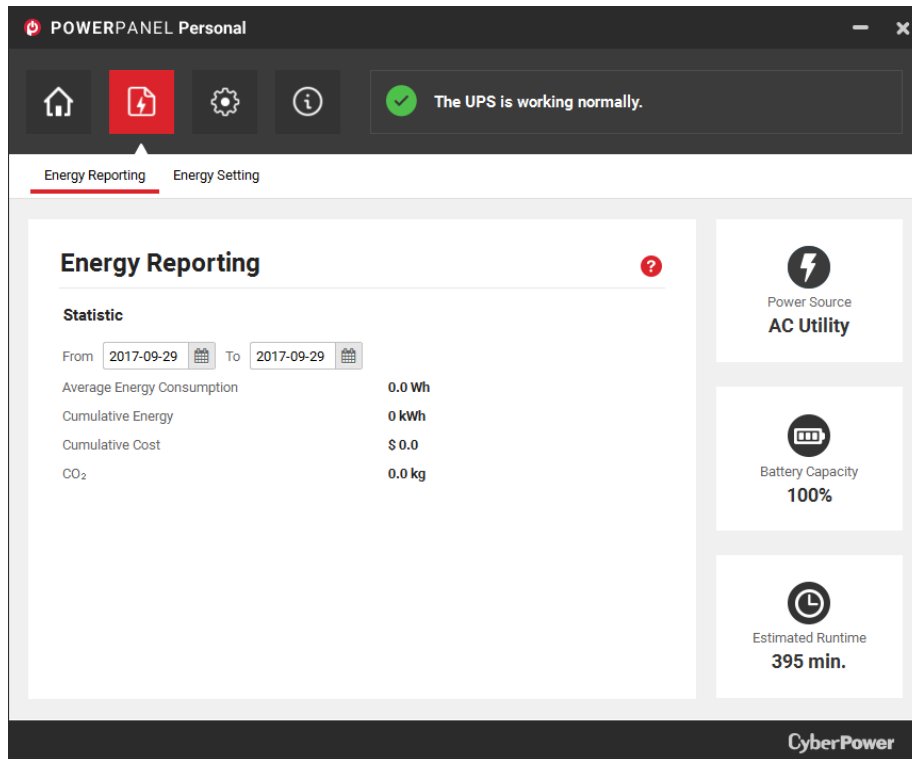 POWERPANEL Personal
The UPS is working normally.
Energy Reporting Energy Setting
Energy Reporting
?
Statistic
From 2017-09-29 To 2017-09-29
Average Energy Consumption 0.0 Wh
Cumulative Energy 0 kWh
Cumulative Cost $ 0.0
CO₂ 0.0 kg
Power Source
AC Utility
Battery Capacity
100%
Estimated Runtime
395 min.
CyberPower